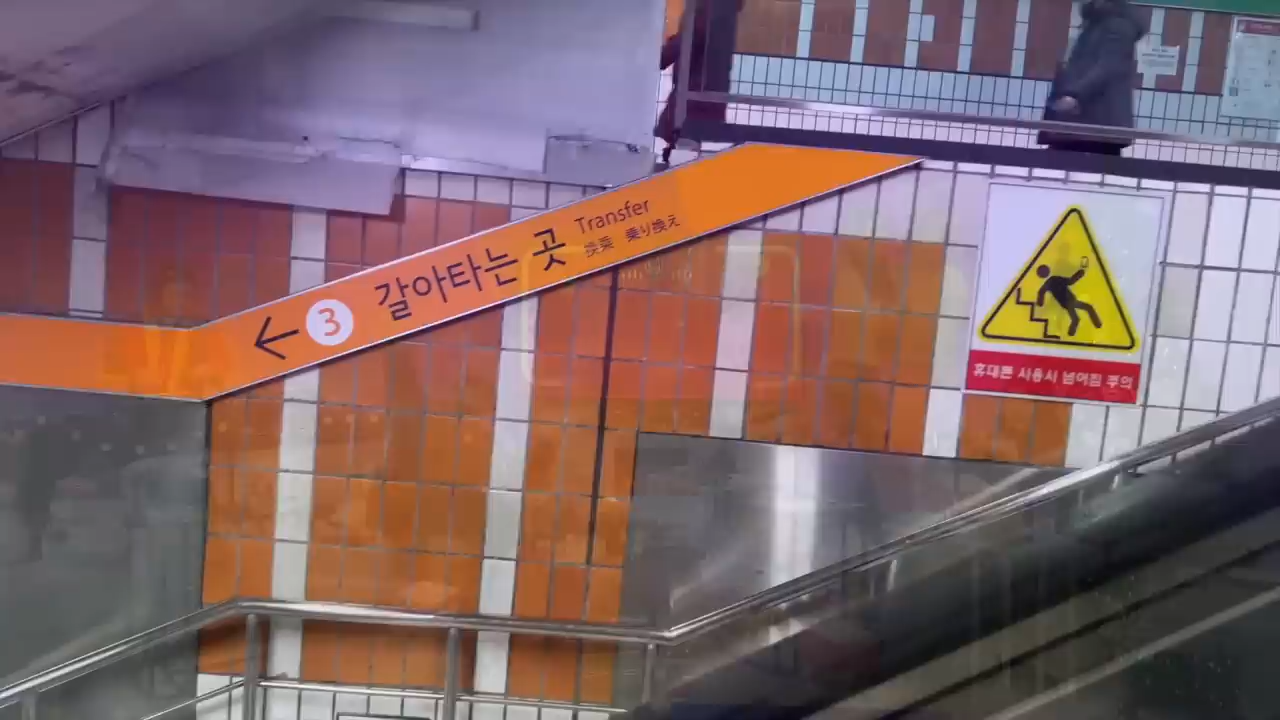 ← 3 갈아타는 곳
Transfer
换乘 乗り換え
휴대폰 사용시 넘어짐 주의